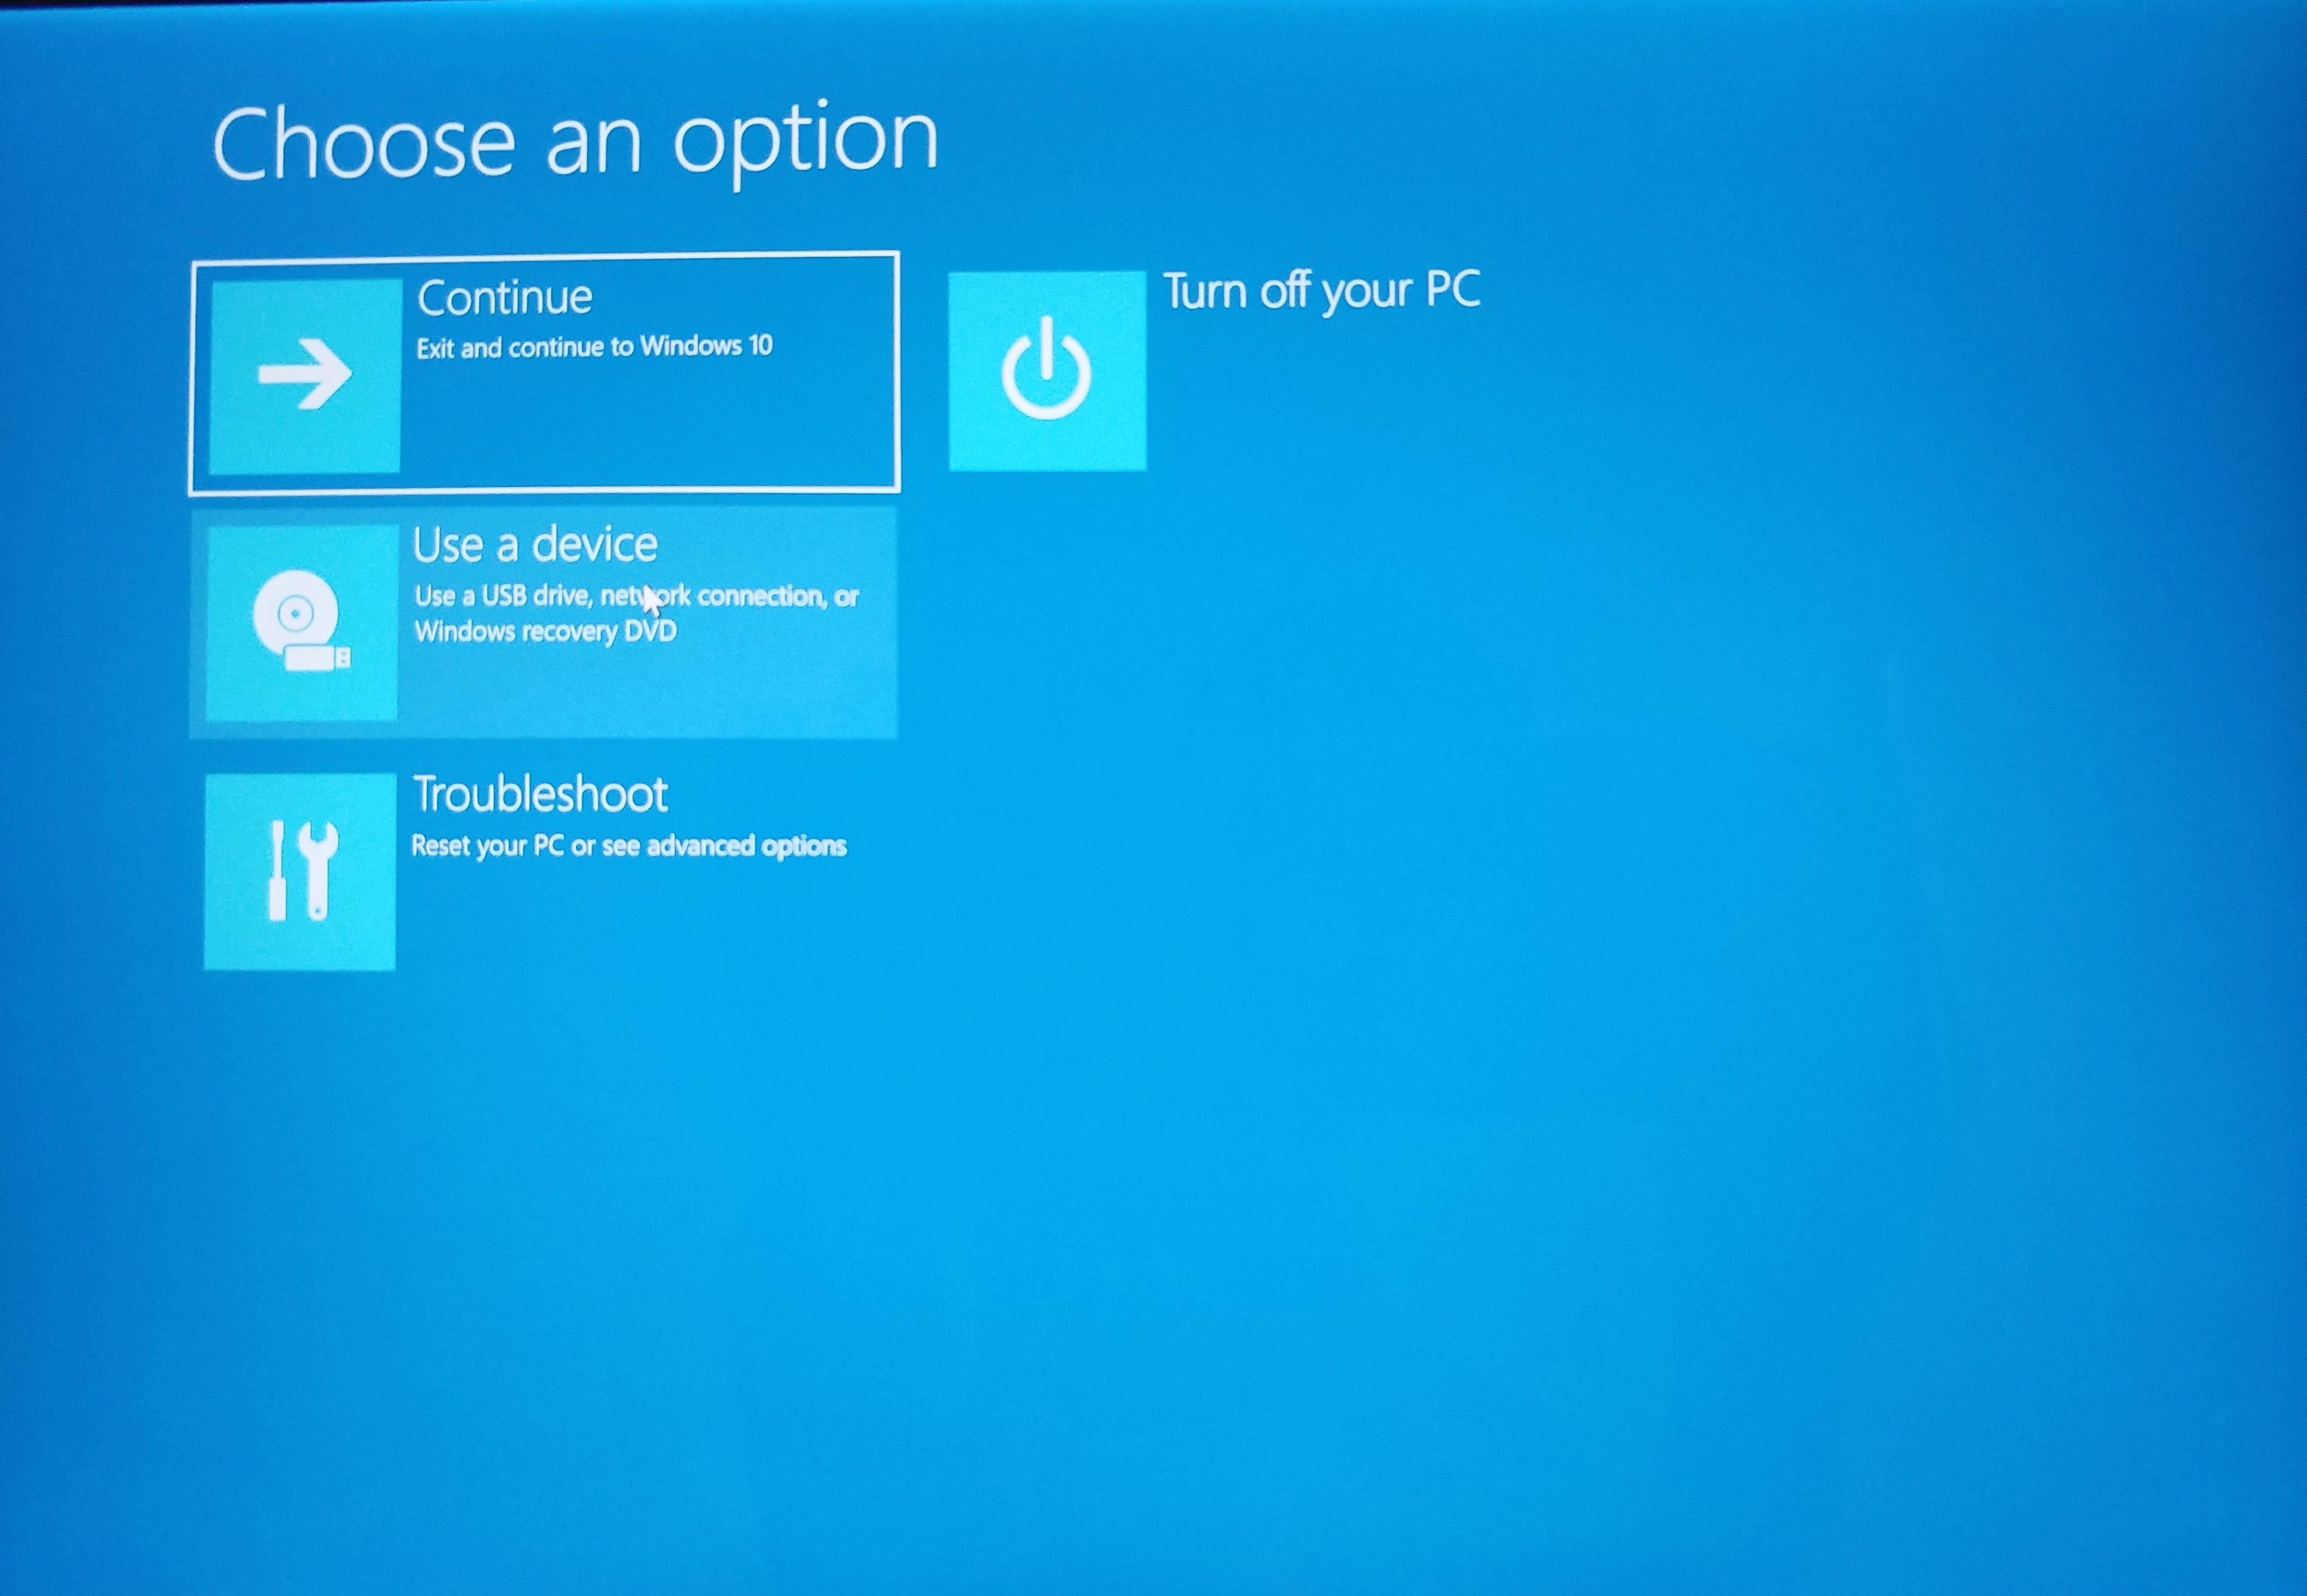 Choose an option
Continue
Exit and continue to Windows 10
Turn off your PC
Use a device
Use a USB drive, network connection, or
Windows recovery DVD
Troubleshoot
Reset your PC or see advanced options